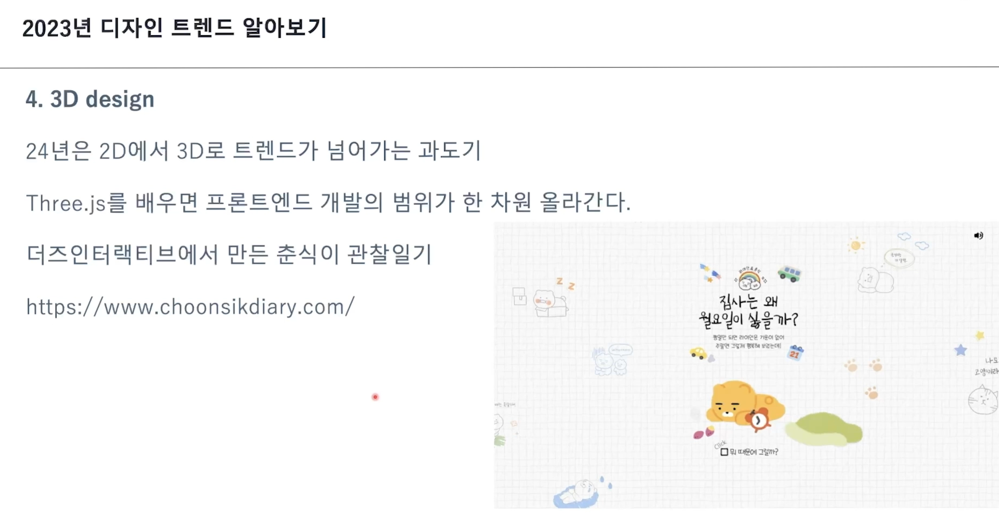 2023년 디자인 트렌드 알아보기
4. 3D design
24년은 2D에서 3D로 트렌드가 넘어가는 과도기
Three.js를 배우면 프론트엔드 개발의 범위가 한 차원 올라간다.
더즈인터랙티브에서 만든 춘식이 관찰일기
https://www.choonsikdiary.com/
z z
집사는 왜
월요일이 싫을까?
평일만 되면 라이언은 기운이 없어
주말엔 그렇게 행복해 보였는데
21
나도
고양이라
Click
뭐 때문에 그럴까?